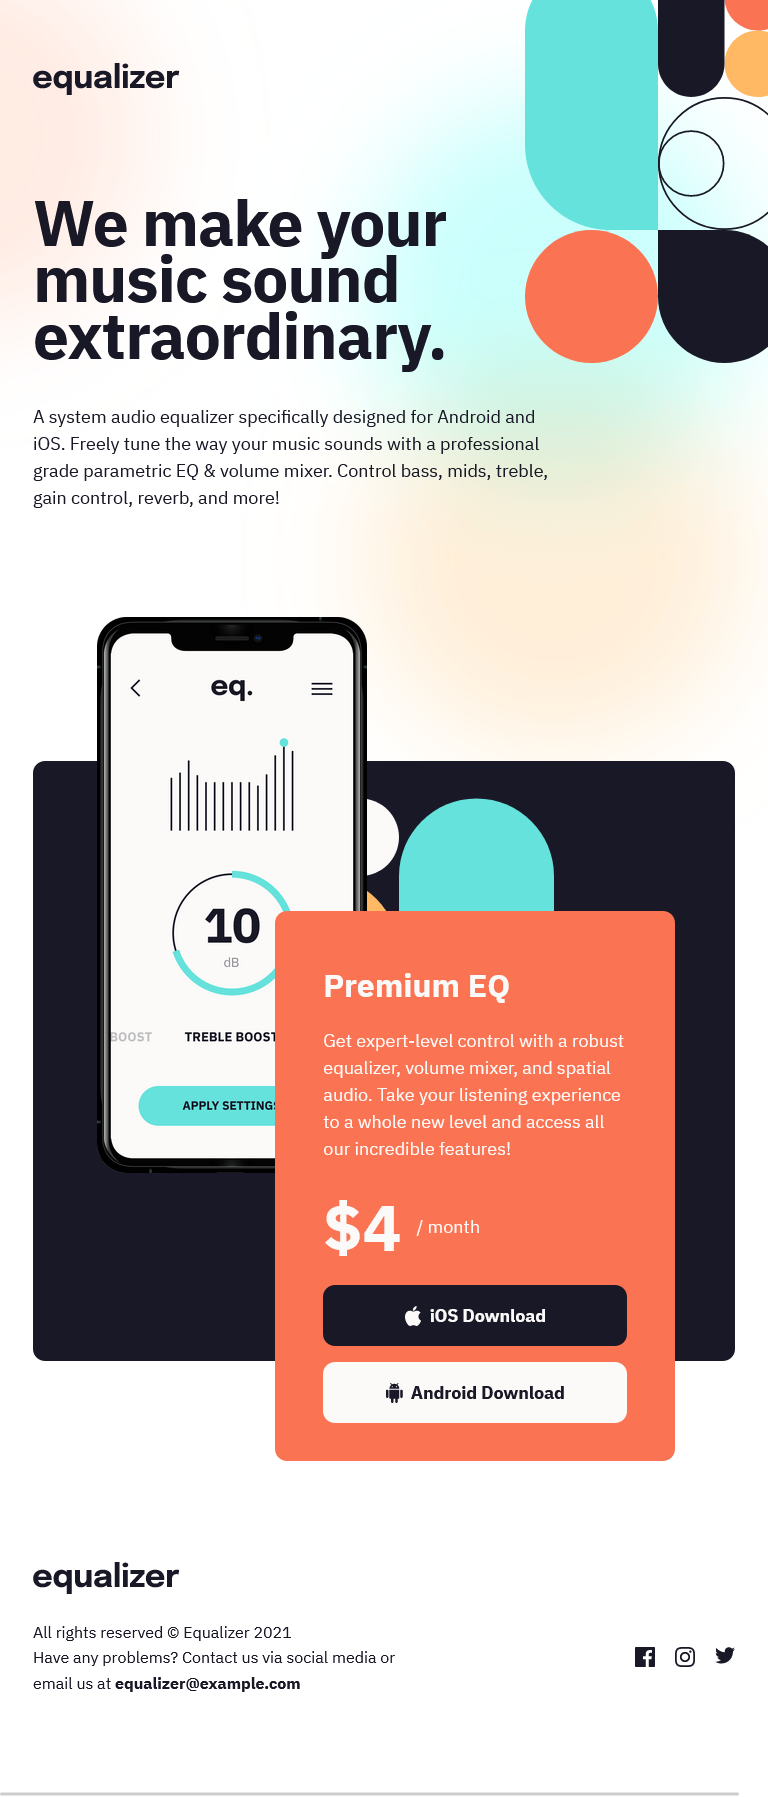 equalizer
We make your
music sound
extraordinary.
A system audio equalizer specifically designed for Android and
iOS. Freely tune the way your music sounds with a professional
grade parametric EQ & volume mixer. Control bass, mids, treble,
gain control, reverb, and more!
eq.
10
dB
BOOST
TREBLE BOOST
APPLY SETTINGS
Premium EQ
Get expert-level control with a robust
equalizer, volume mixer, and spatial
audio. Take your listening experience
to a whole new level and access all
our incredible features!
$4 / month
iOS Download
Android Download
equalizer
All rights reserved © Equalizer 2021
Have any problems? Contact us via social media or
email us at equalizer@example.com